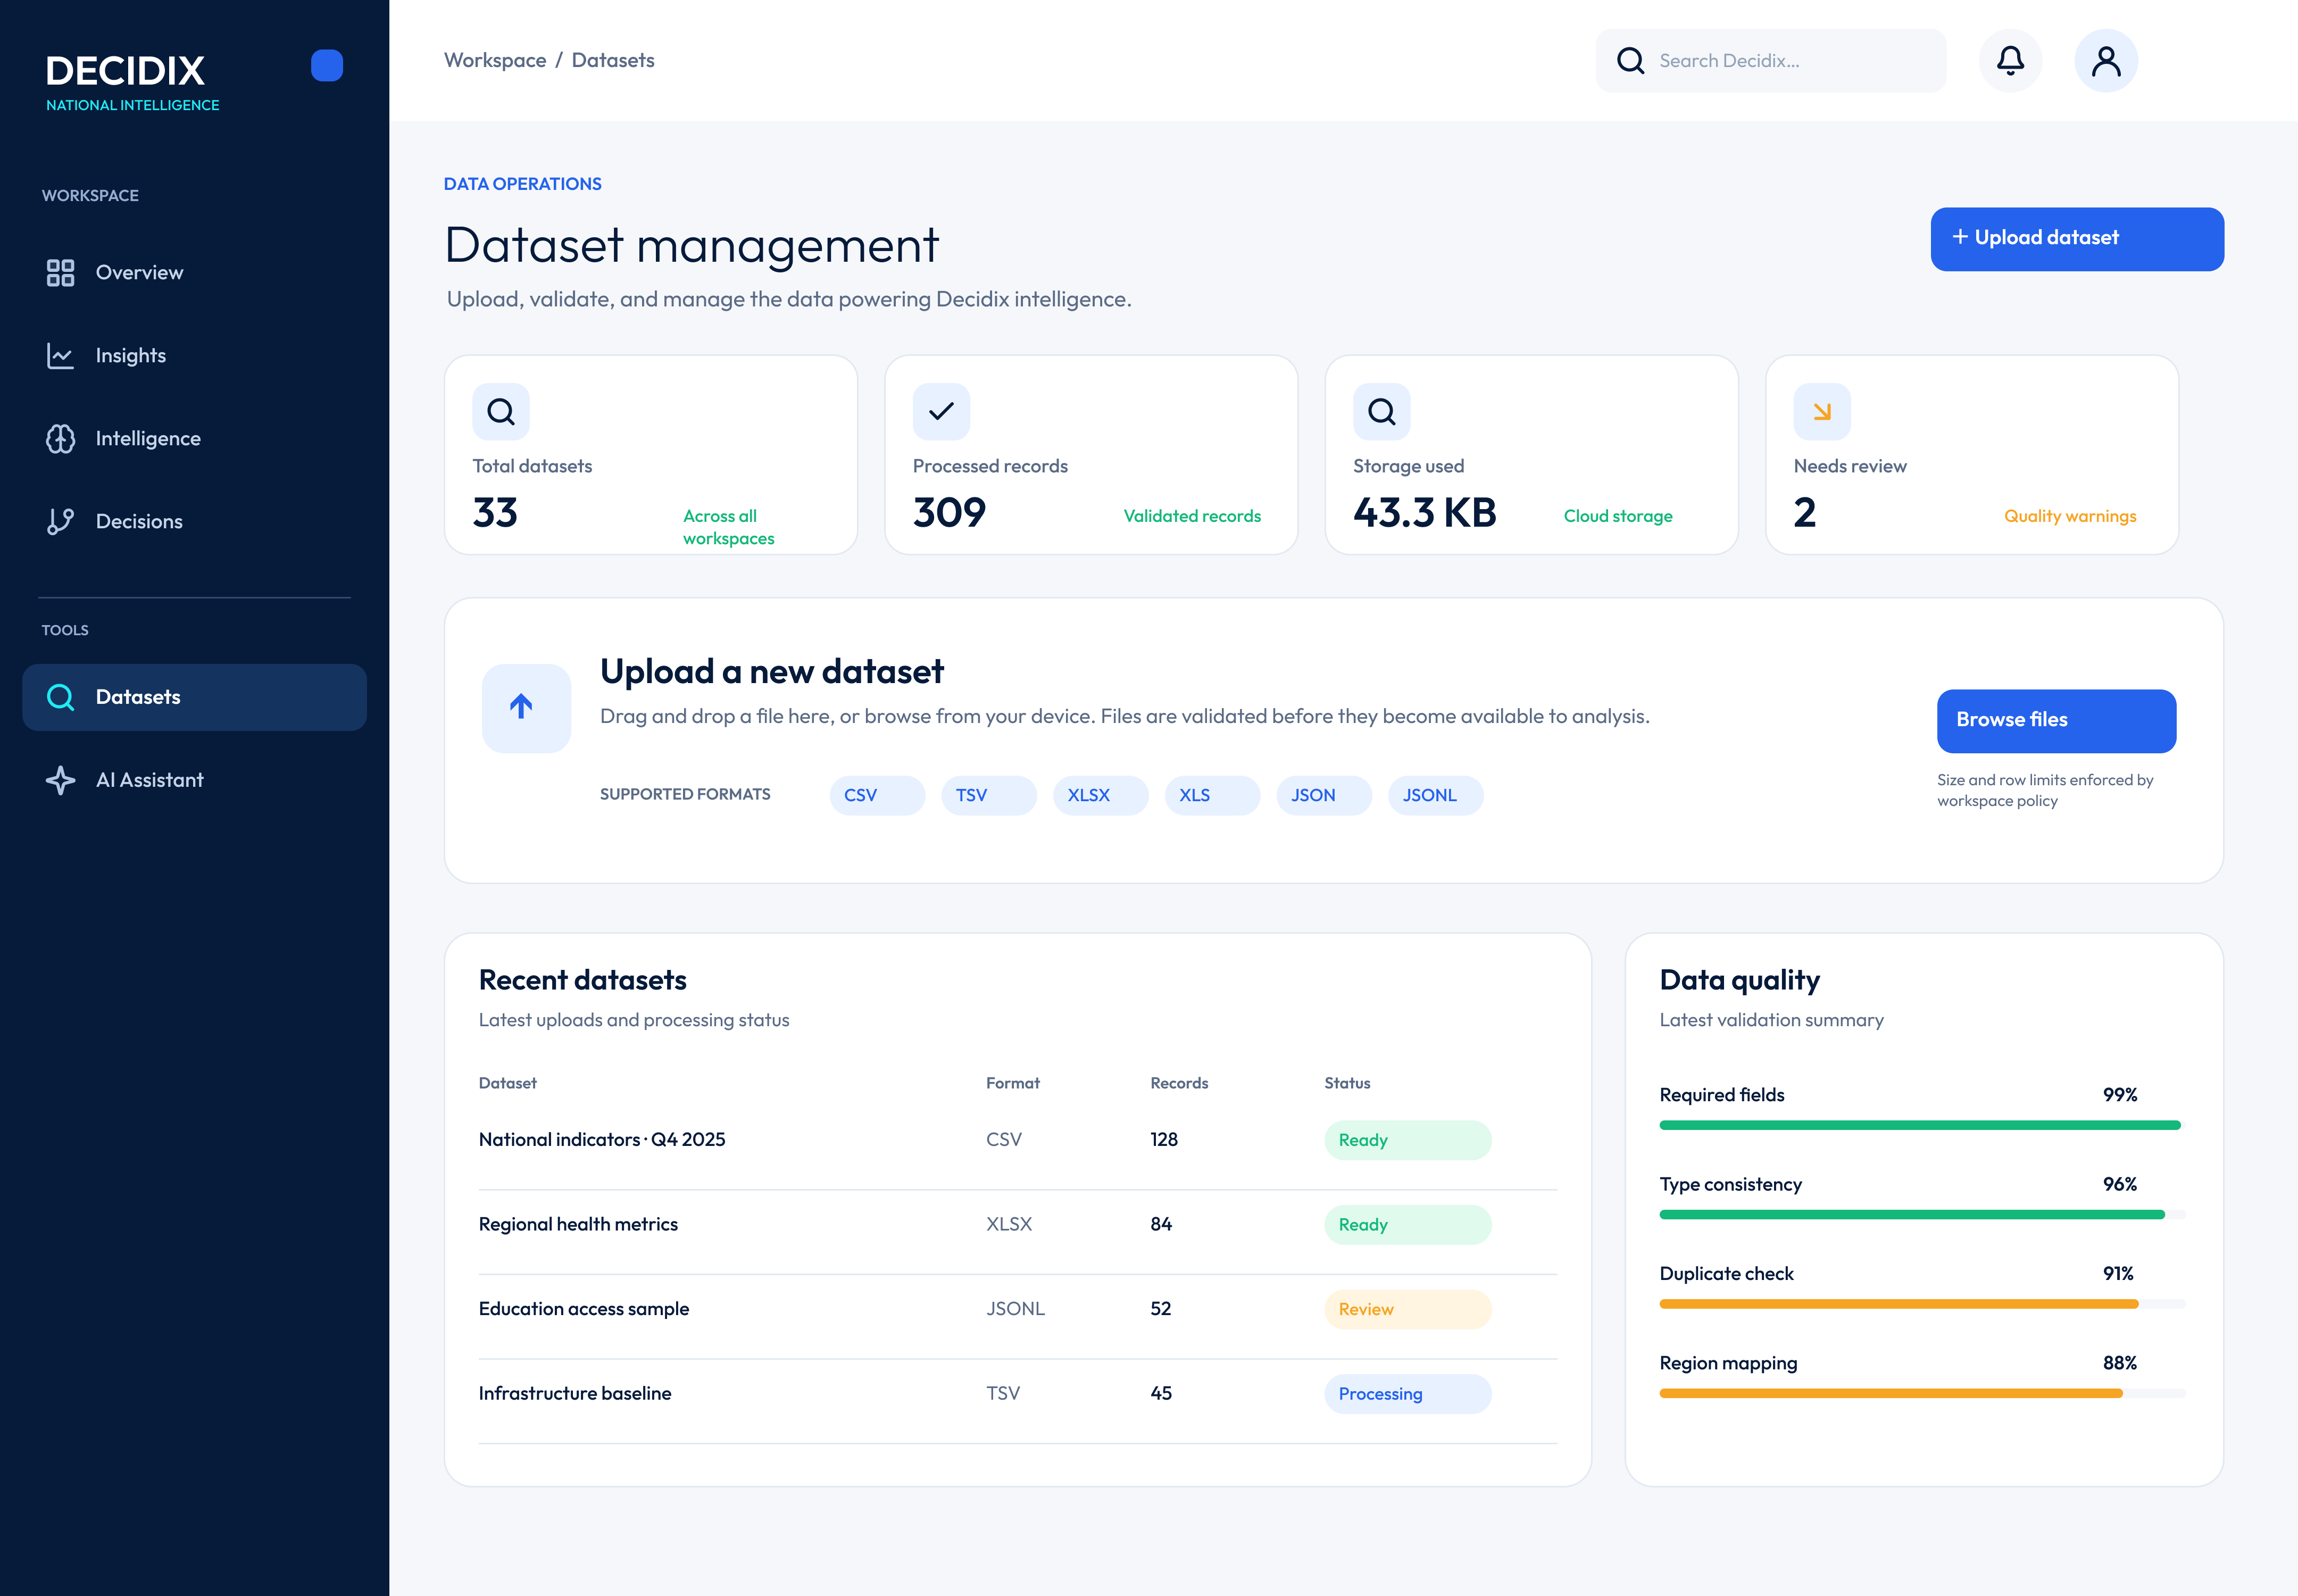 DECIDIX
NATIONAL INTELLIGENCE
WORKSPACE
Overview
Insights
Intelligence
Decisions
TOOLS
Datasets
AI Assistant
Workspace / Datasets
Search Decidix...
DATA OPERATIONS
Dataset management
Upload, validate, and manage the data powering Decidix intelligence.
+ Upload dataset
Total datasets
33
Across all
workspaces
Processed records
309
Validated records
Storage used
43.3 KB
Cloud storage
Needs review
2
Quality warnings
Upload a new dataset
Drag and drop a file here, or browse from your device. Files are validated before they become available to analysis.
SUPPORTED FORMATS CSV TSV XLSX XLS JSON JSONL
Browse files
Size and row limits enforced by
workspace policy
Recent datasets
Latest uploads and processing status
Dataset Format Records Status
National indicators · Q4 2025 CSV 128 Ready
Regional health metrics XLSX 84 Ready
Education access sample JSONL 52 Review
Infrastructure baseline TSV 45 Processing
Data quality
Latest validation summary
Required fields 99%
Type consistency 96%
Duplicate check 91%
Region mapping 88%